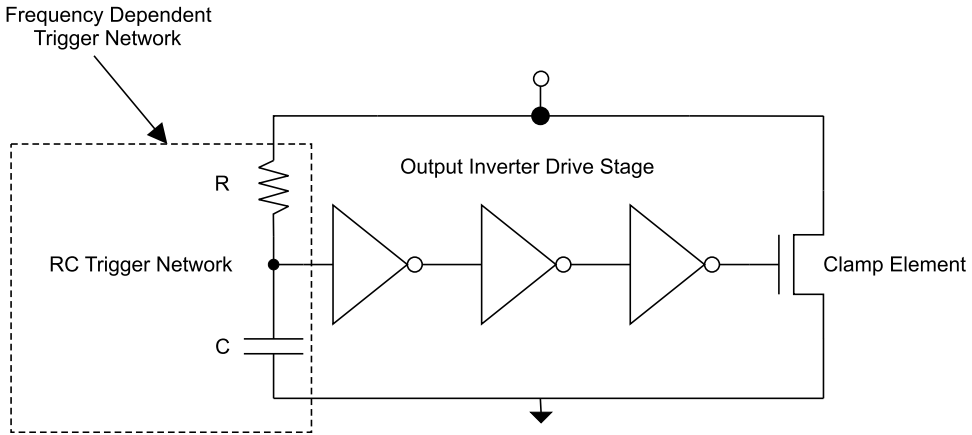 Frequency Dependent
Trigger Network
Output Inverter Drive Stage
R
RC Trigger Network
Clamp Element
C